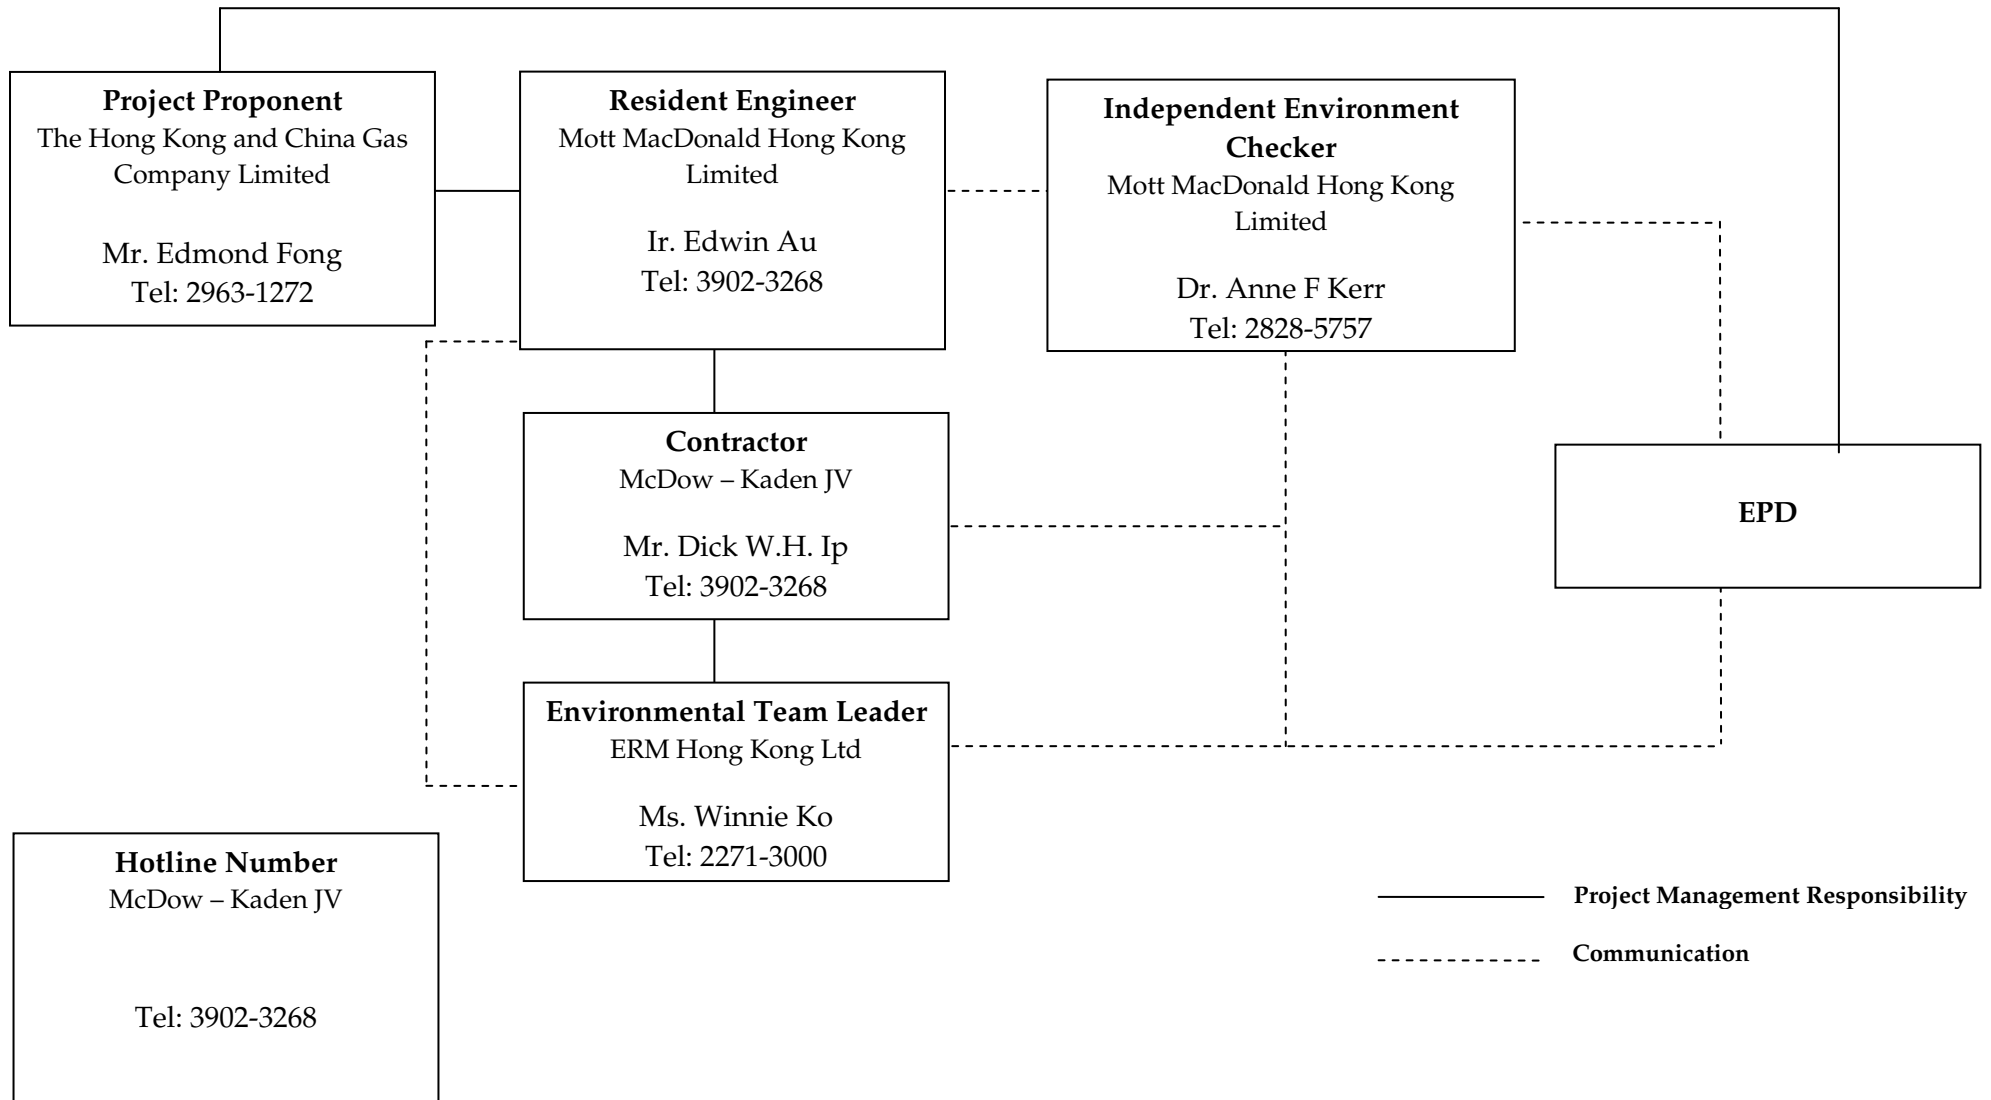 Project Proponent
The Hong Kong and China Gas
Company Limited
Mr. Edmond Fong
Tel: 2963-1272
Resident Engineer
Mott MacDonald Hong Kong
Limited
Ir. Edwin Au
Tel: 3902-3268
Independent Environment
Checker
Mott MacDonald Hong Kong
Limited
Dr. Anne F Kerr
Tel: 2828-5757
Contractor
McDow – Kaden JV
Mr. Dick W.H. Ip
Tel: 3902-3268
EPD
Environmental Team Leader
ERM Hong Kong Ltd
Ms. Winnie Ko
Tel: 2271-3000
Hotline Number
McDow – Kaden JV
Tel: 3902-3268
Project Management Responsibility
Communication